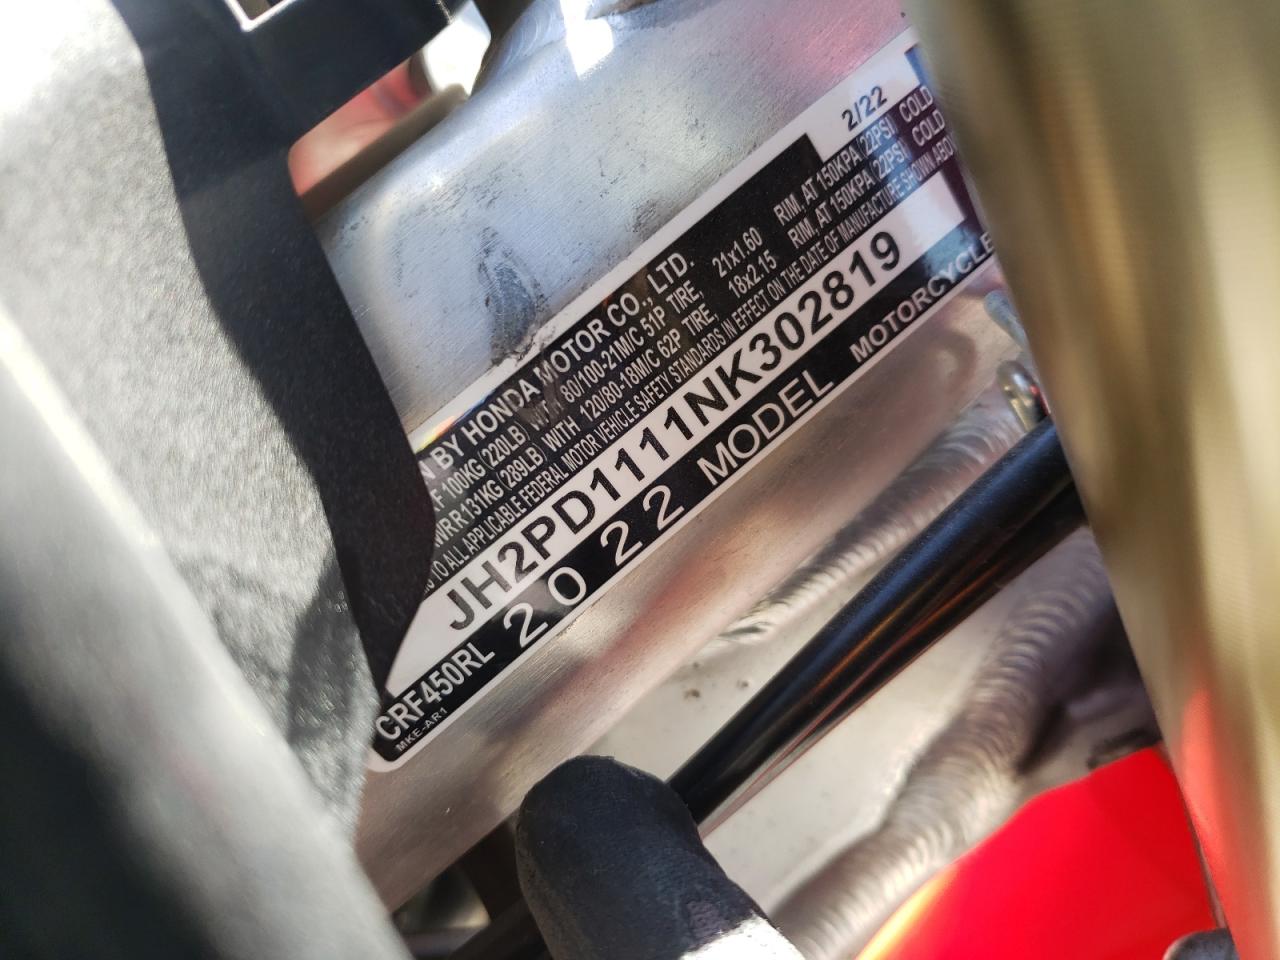 2/22
BY HONDA MOTOR CO., LTD.
100KG (220LB) WITH 80/100-21M/C 51P TIRE, 21x1.60 RIM, AT 150KPA (22PSI) COLD
131KG (289LB) WITH 120/80-18M/C 62P TIRE, 18x2.15 RIM, AT 150KPA (22PSI) COLD
TO ALL APPLICABLE FEDERAL MOTOR VEHICLE SAFETY STANDARDS IN EFFECT ON THE DATE OF MANUFACTURE SHOWN
JH2PD1111NK302819
CRF450RL 2022 MODEL MOTORCYCLE
MKE-AR1